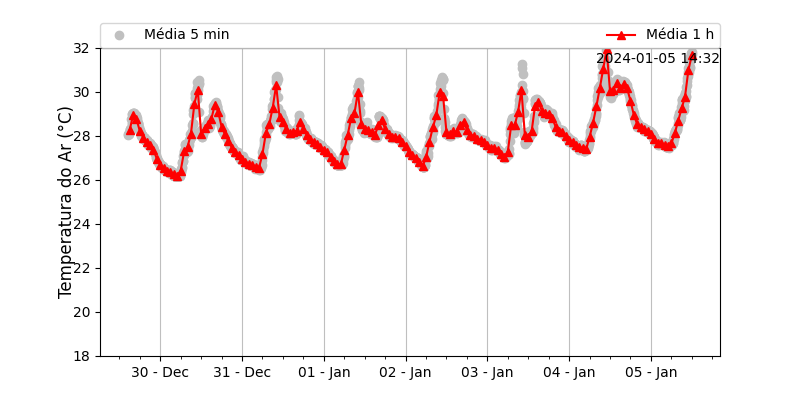 Média 5 min
Média 1 h
2024-01-05 14:32
Temperatura do Ar (°C)
32
30
28
26
24
22
20
18
30 - Dec
31 - Dec
01 - Jan
02 - Jan
03 - Jan
04 - Jan
05 - Jan